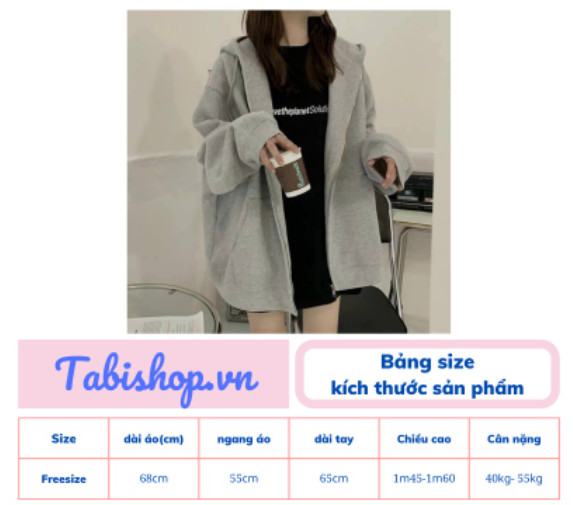 Tabishop.vn
Bảng size
kích thước sản phẩm
Size dài áo(cm) ngang áo dài tay Chiều cao Cân nặng
Freesize 68cm 55cm 65cm 1m45-1m60 40kg- 55kg